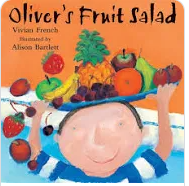 Oliver's Fruit Salad
Vivian French
Illustrated by
Alison Bartlett